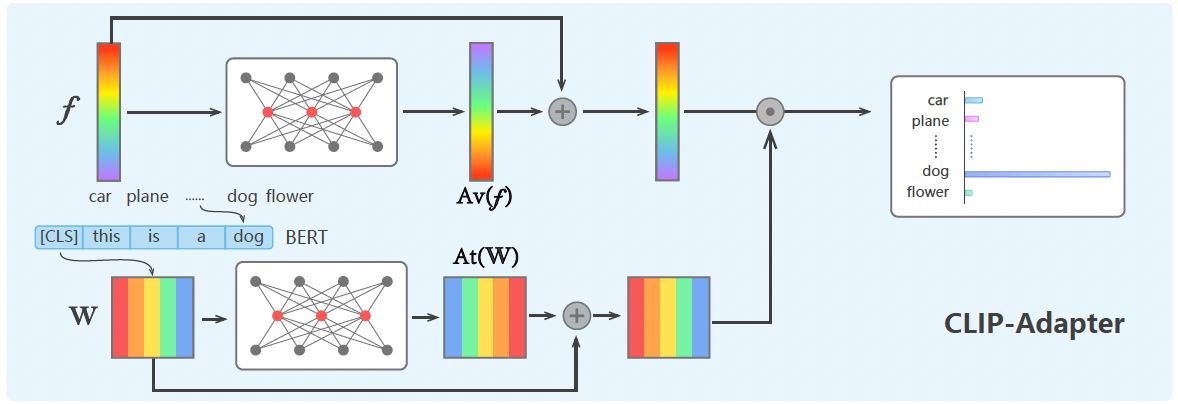 f
Av(f)
car plane ...... dog flower
[CLS] this is a dog BERT
W
At(W)
car
plane
dog
flower
CLIP-Adapter